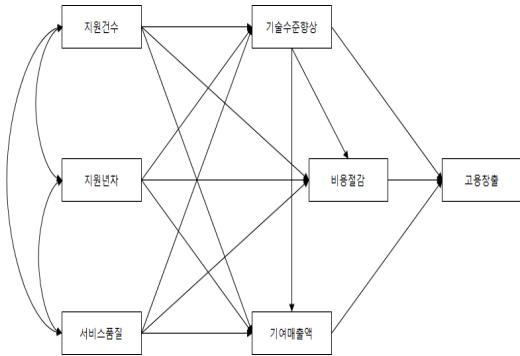 지원건수
기술수준향상
지원년차
비용절감
고용창출
서비스품질
기여매출액